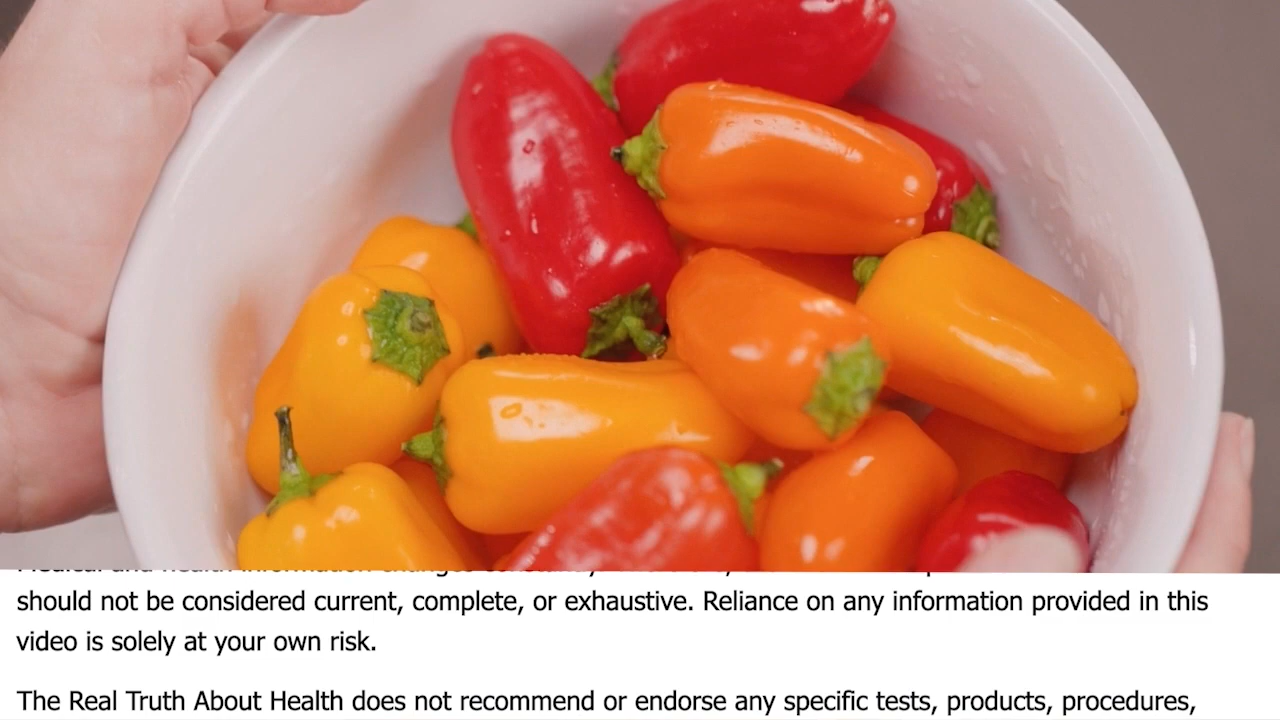 should not be considered current, complete, or exhaustive. Reliance on any information provided in this
video is solely at your own risk.
The Real Truth About Health does not recommend or endorse any specific tests, products, procedures,